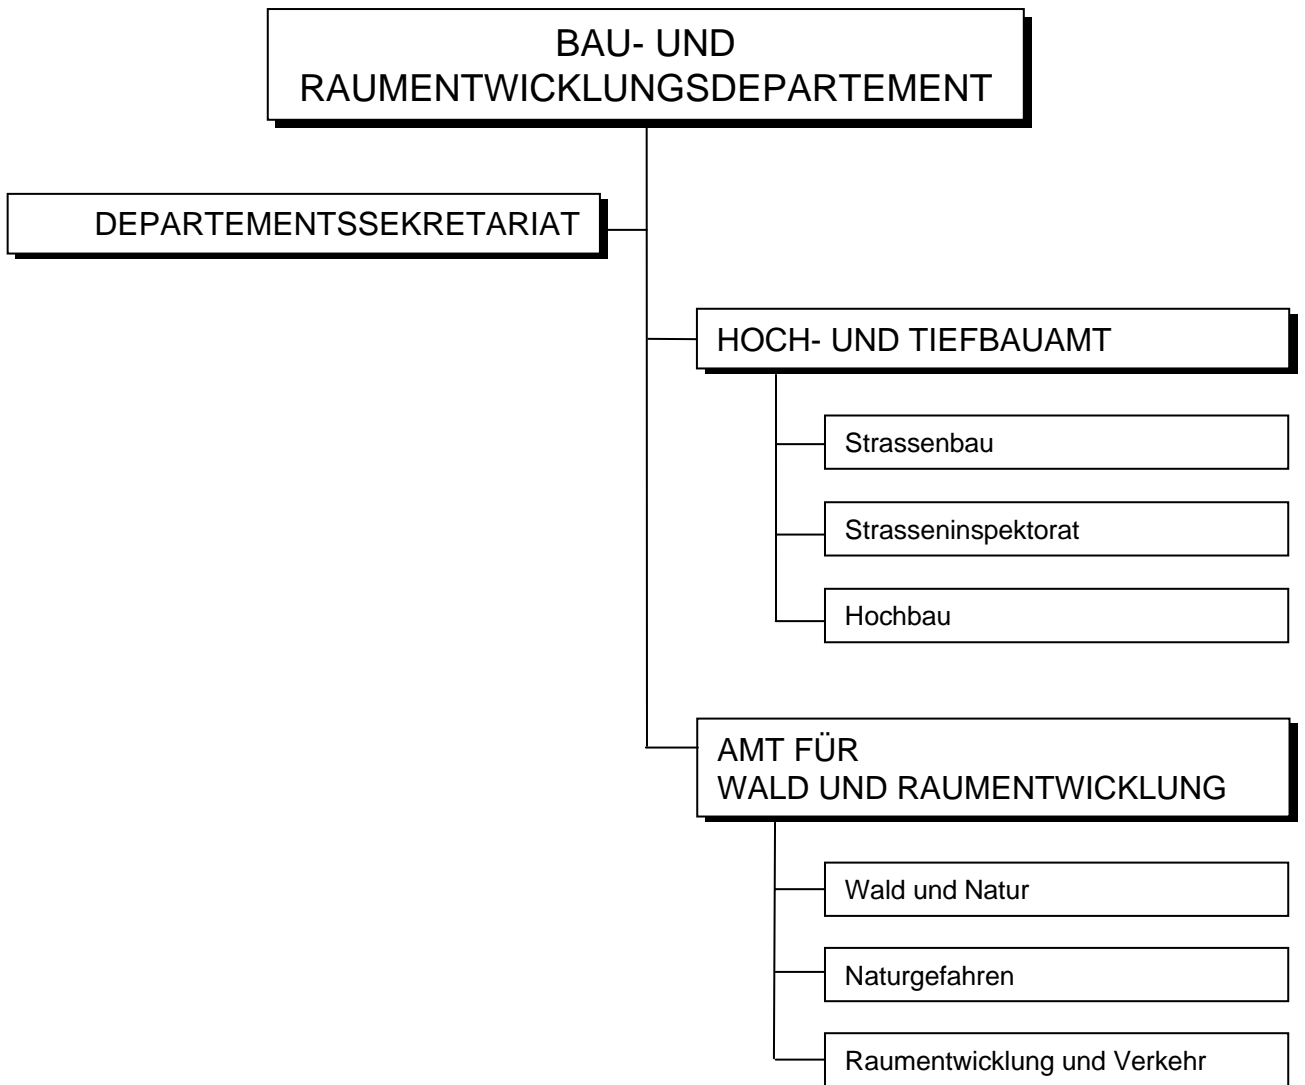 BAU- UND
RAUMENTWICKLUNGSDEPARTEMENT
DEPARTEMENTSSEKRETARIAT
HOCH- UND TIEFBAUAMT
Strassenbau
Strasseninspektorat
Hochbau
AMT FÜR
WALD UND RAUMENTWICKLUNG
Wald und Natur
Naturgefahren
Raumentwicklung und Verkehr